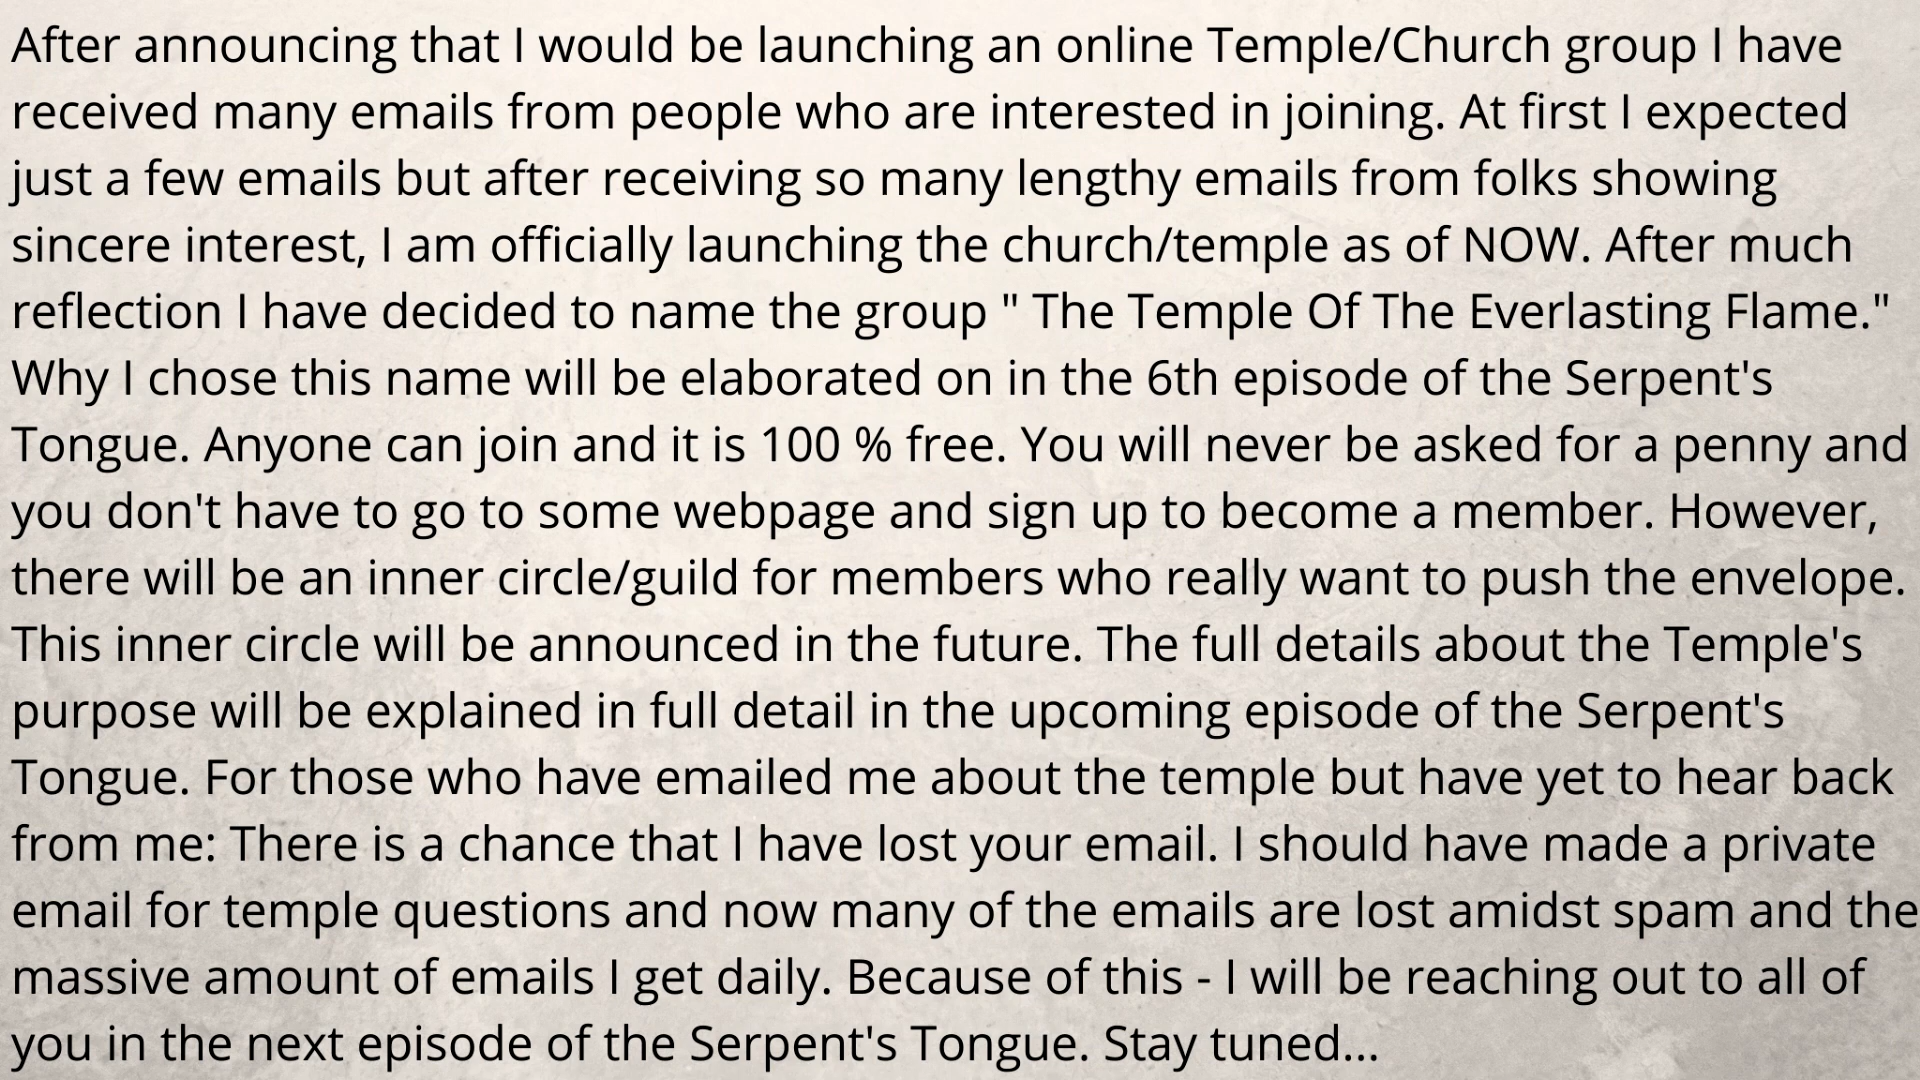 After announcing that I would be launching an online Temple/Church group I have
received many emails from people who are interested in joining. At first I expected
just a few emails but after receiving so many lengthy emails from folks showing
sincere interest, I am officially launching the church/temple as of NOW. After much
reflection I have decided to name the group " The Temple Of The Everlasting Flame."
Why I chose this name will be elaborated on in the 6th episode of the Serpent's
Tongue. Anyone can join and it is 100 % free. You will never be asked for a penny and
you don't have to go to some webpage and sign up to become a member. However,
there will be an inner circle/guild for members who really want to push the envelope.
This inner circle will be announced in the future. The full details about the Temple's
purpose will be explained in full detail in the upcoming episode of the Serpent's
Tongue. For those who have emailed me about the temple but have yet to hear back
from me: There is a chance that I have lost your email. I should have made a private
email for temple questions and now many of the emails are lost amidst spam and the
massive amount of emails I get daily. Because of this - I will be reaching out to all of
you in the next episode of the Serpent's Tongue. Stay tuned...